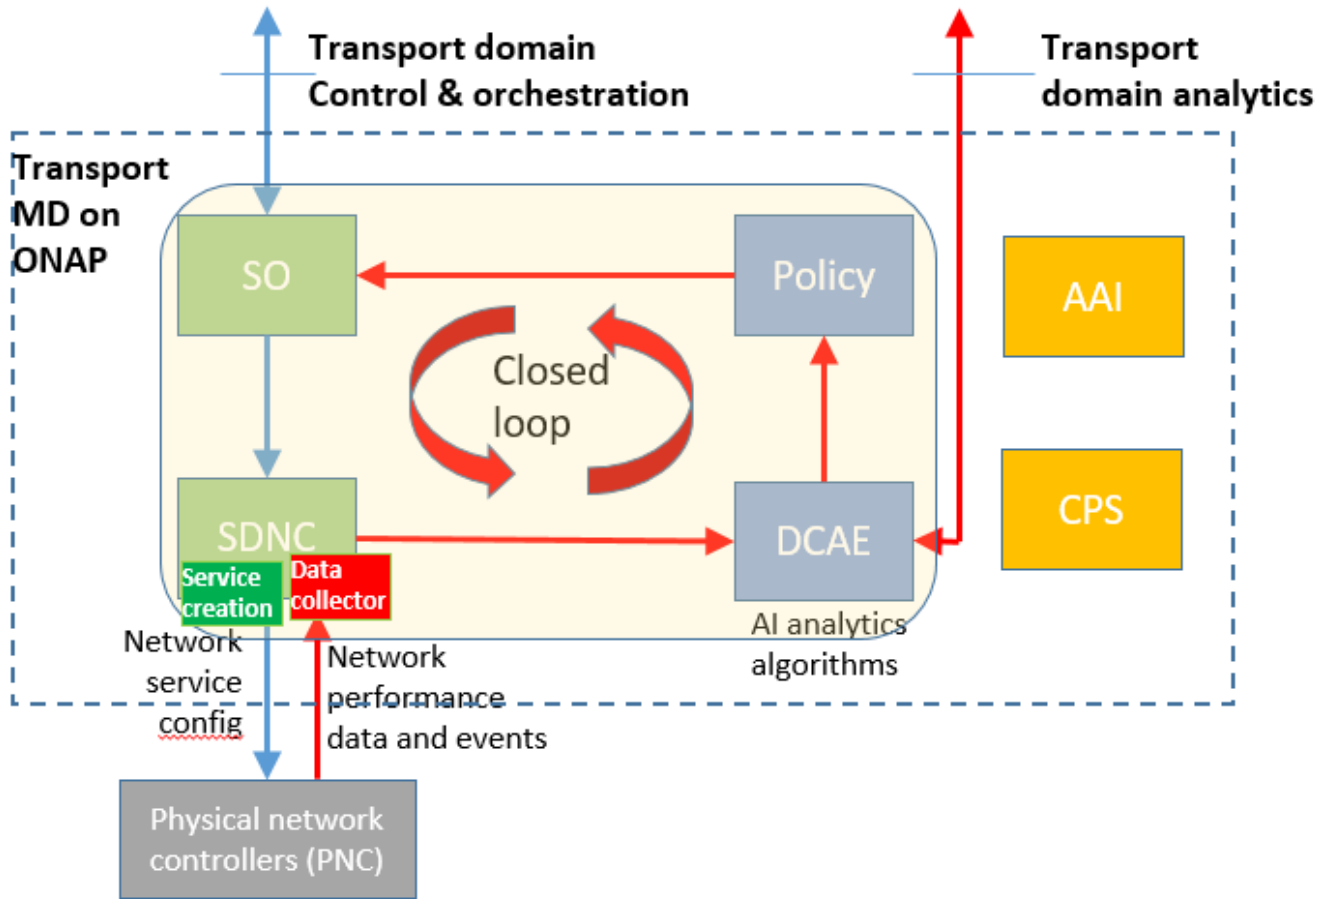 Transport domain
Control & orchestration
Transport
domain analytics
Transport
MD on
ONAP
SO
Policy
AAI
Closed
loop
SDNC
DCAE
CPS
Service
creation
Data
collector
AI analytics
algorithms
Network
service
config
Network
performance
data and events
Physical network
controllers (PNC)